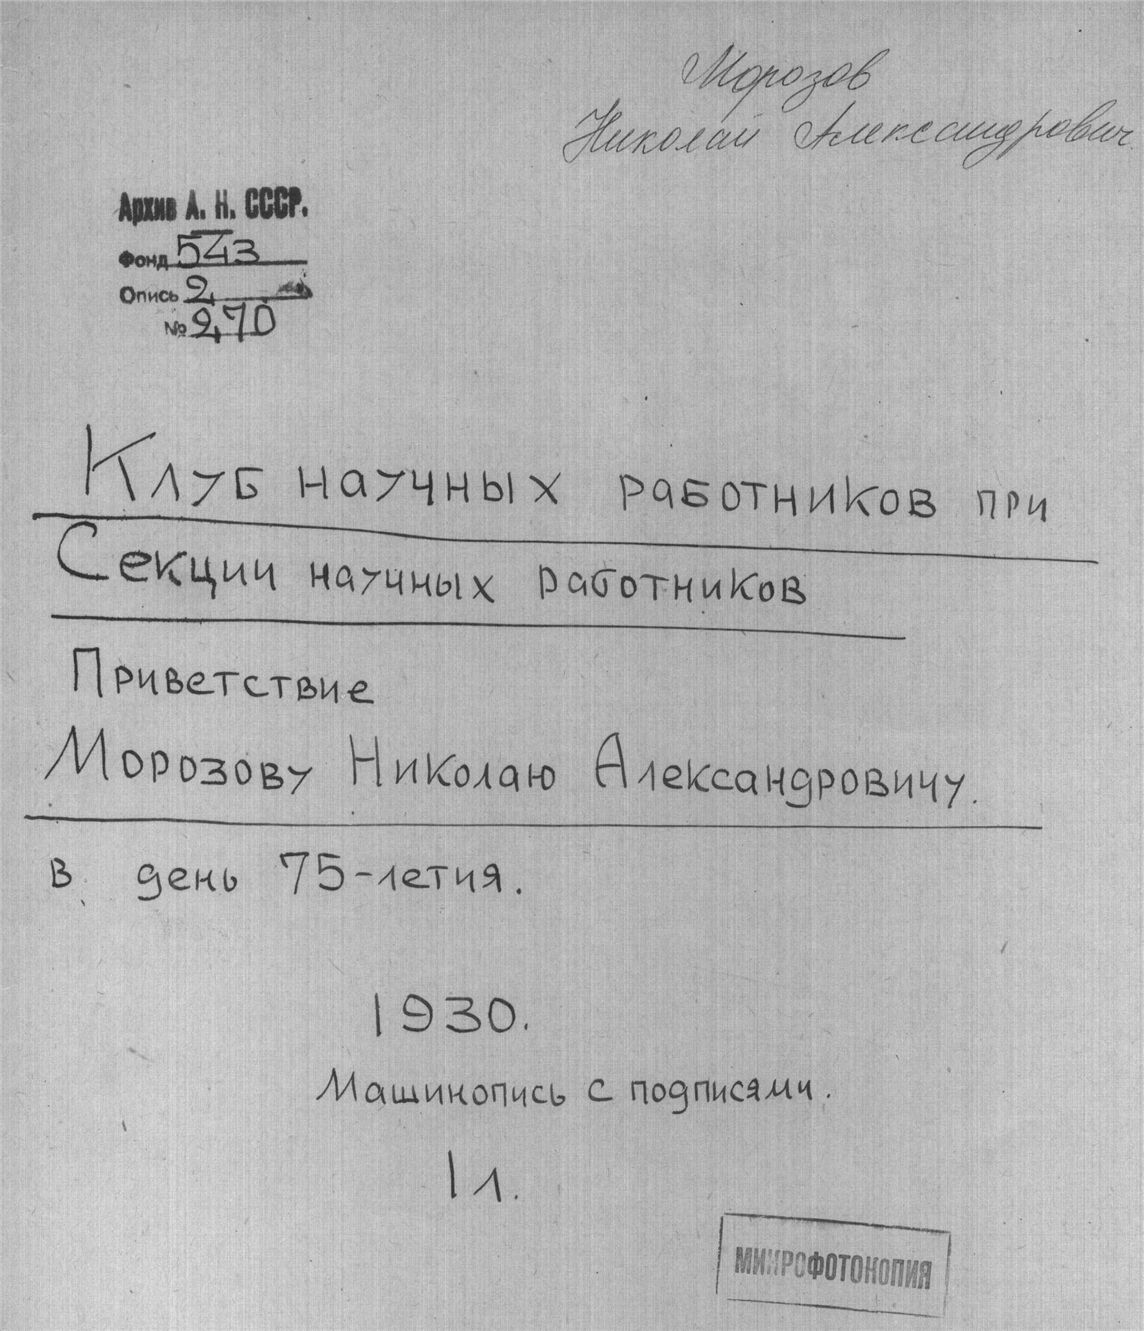 Морозов
Николай Александрович
Архив А. Н. СССР.
Фонд 543
Опись 2
№ 270
Клуб научных работников при
Секции научных работников
Приветствие
Морозову Николаю Александровичу.
в день 75-летия.
1930.
Машинопись с подписями.
1 л.
МИКРОФОТОКОПИЯ